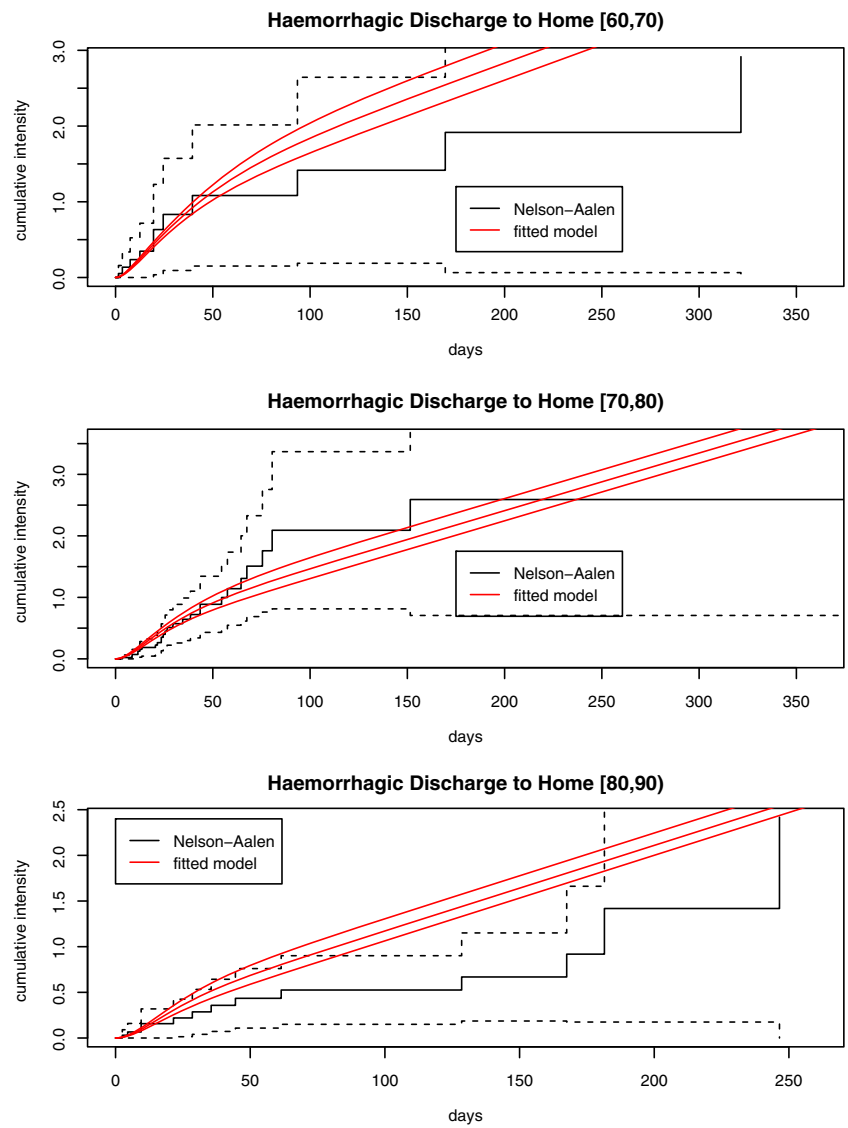 Haemorrhagic Discharge to Home [60,70)
3.0
2.0
1.0
0.0
cumulative intensity
Nelson−Aalen
fitted model
0 50 100 150 200 250 300 350
days
Haemorrhagic Discharge to Home [70,80)
3.0
2.0
1.0
0.0
cumulative intensity
Nelson−Aalen
fitted model
0 50 100 150 200 250 300 350
days
Haemorrhagic Discharge to Home [80,90)
2.5
2.0
1.5
1.0
0.5
0.0
cumulative intensity
Nelson−Aalen
fitted model
0 50 100 150 200 250
days